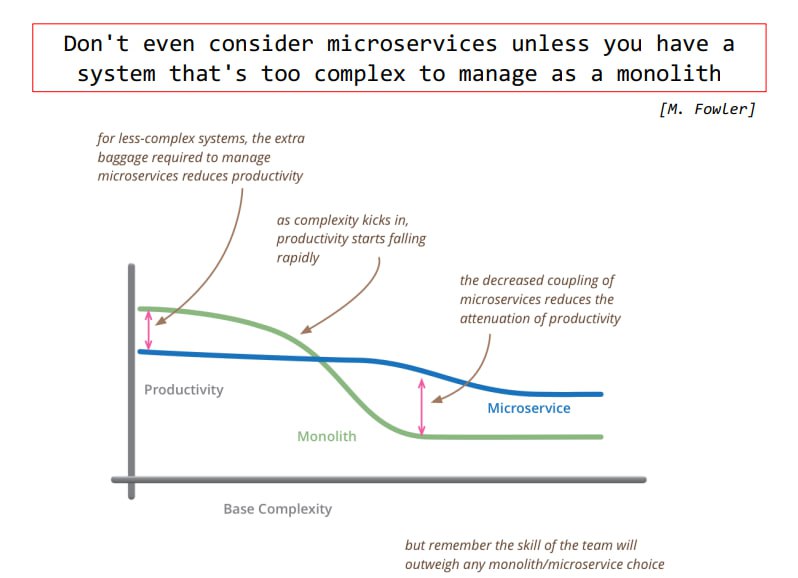 Don't even consider microservices unless you have a
system that's too complex to manage as a monolith
[M. Fowler]
for less-complex systems, the extra
baggage required to manage
microservices reduces productivity
as complexity kicks in,
productivity starts falling
rapidly
the decreased coupling of
microservices reduces the
attenuation of productivity
Productivity
Microservice
Monolith
Base Complexity
but remember the skill of the team will
outweigh any monolith/microservice choice